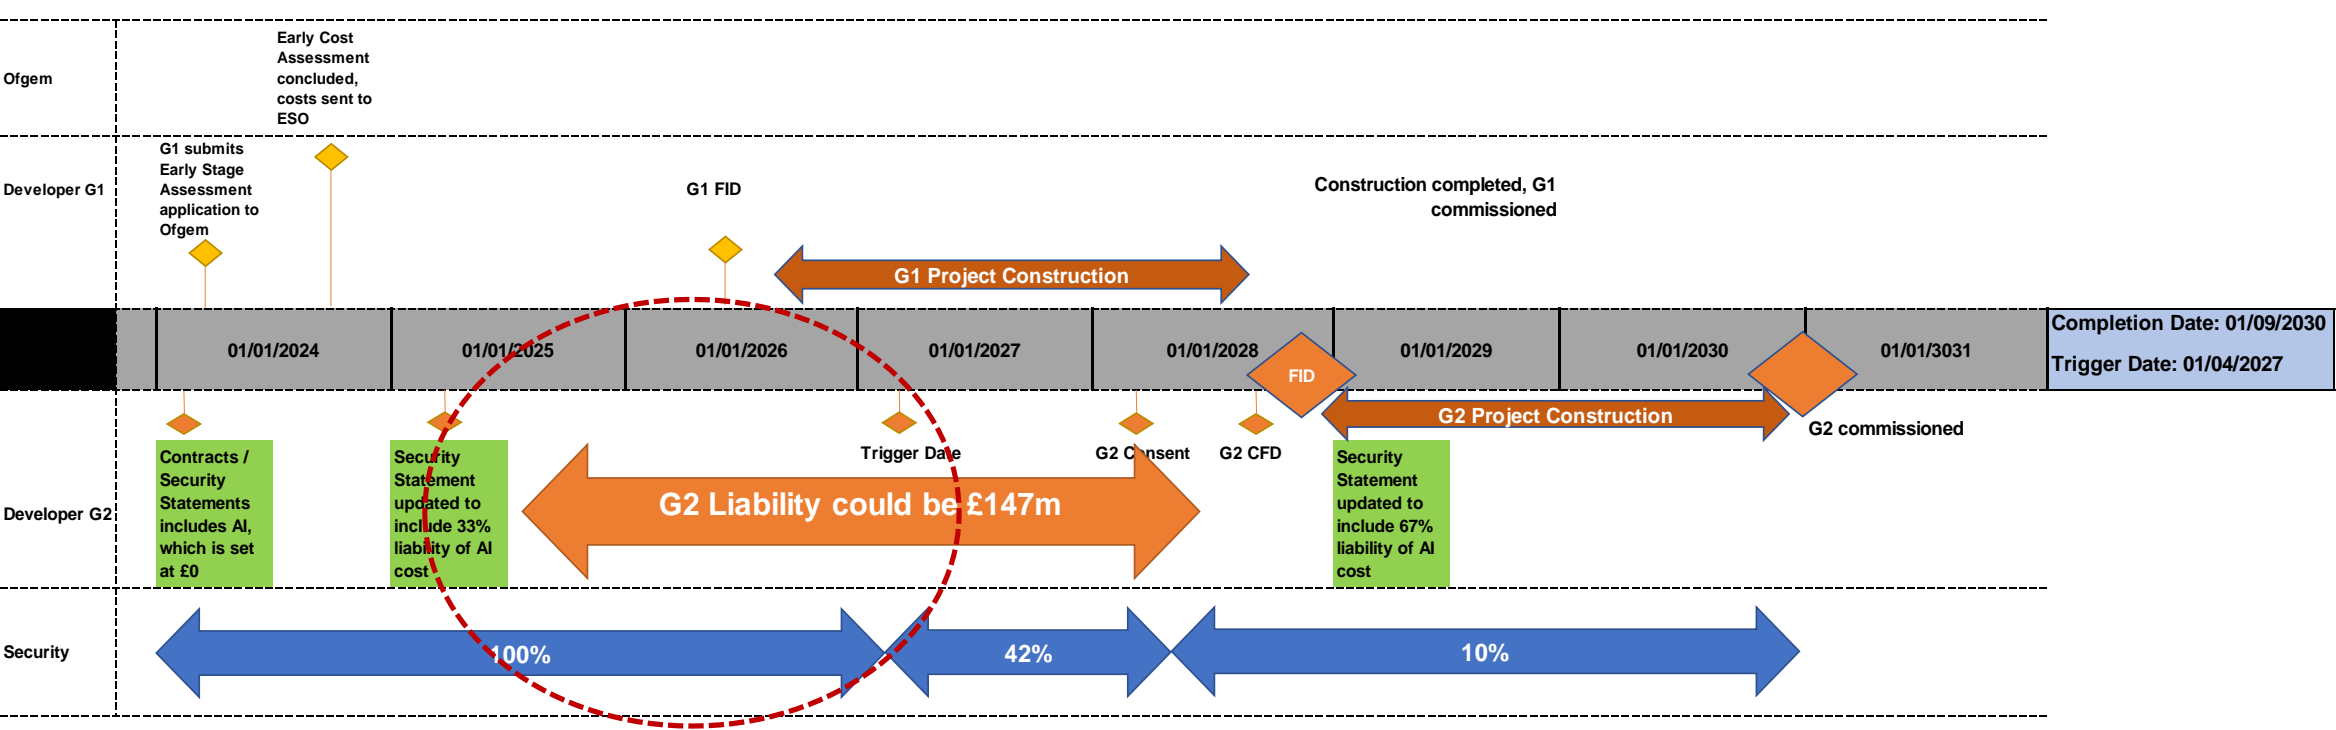 Ofgem
Early Cost
Assessment
concluded,
costs sent to
ESO
Developer G1
G1 submits
Early Stage
Assessment
application to
Ofgem
G1 FID
Construction completed, G1
commissioned
G1 Project Construction
01/01/2024
01/01/2025
01/01/2026
01/01/2027
01/01/2028
01/01/2029
01/01/2030
01/01/3031
Completion Date: 01/09/2030
Trigger Date: 01/04/2027
FID
G2 Project Construction
G2 commissioned
Developer G2
Contracts /
Security
Statements
includes AI,
which is set
at £0
Security
Statement
updated to
include 33%
liability of AI
cost
Trigger Date
G2 Consent
G2 CFD
G2 Liability could be £147m
Security
Statement
updated to
include 67%
liability of AI
cost
Security
100%
42%
10%